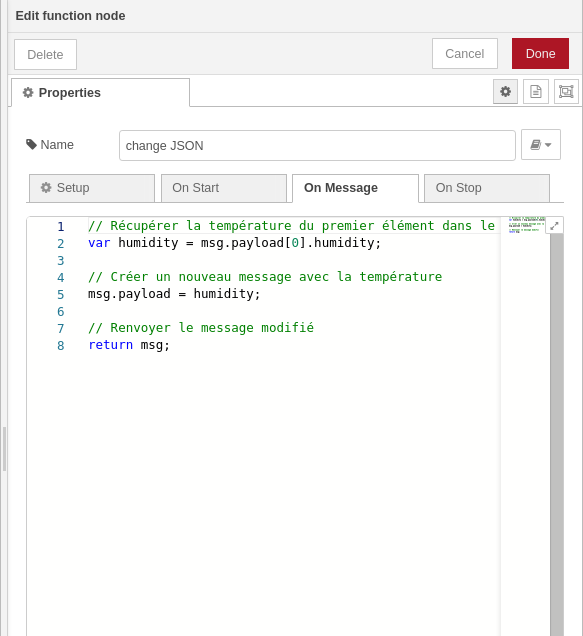 Edit function node
Delete
Cancel
Done
Properties
Name
change JSON
Setup
On Start
On Message
On Stop
1 // Récupérer la température du premier élément dans le
2 var humidity = msg.payload[0].humidity;
3
4 // Créer un nouveau message avec la température
5 msg.payload = humidity;
6
7 // Renvoyer le message modifié
8 return msg;